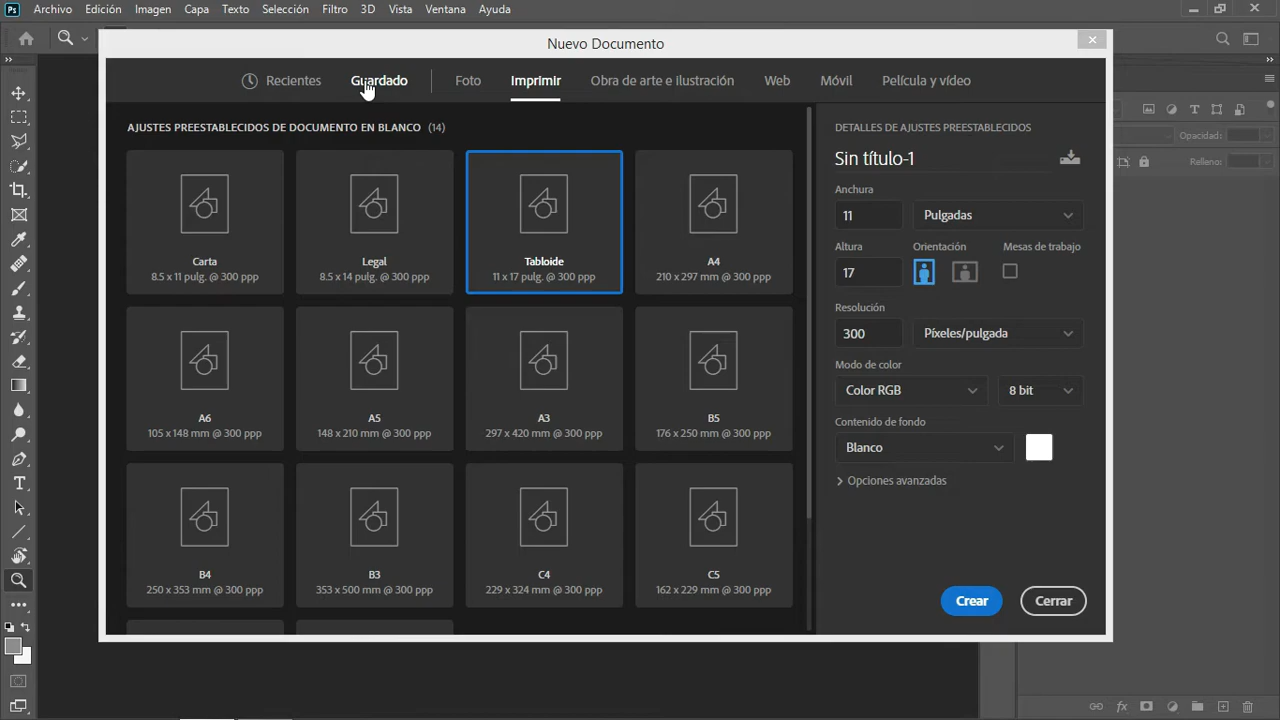 Ps Archivo Edición Imagen Capa Texto Selección Filtro 3D Vista Ventana Ayuda
Nuevo Documento
Recientes Guardado Foto Imprimir Obra de arte e ilustración Web Móvil Película y vídeo
AJUSTES PREESTABLECIDOS DE DOCUMENTO EN BLANCO (14)
Carta
8.5 x 11 pulg. @ 300 ppp
Legal
8.5 x 14 pulg. @ 300 ppp
Tabloide
11 x 17 pulg. @ 300 ppp
A4
210 x 297 mm @ 300 ppp
A6
105 x 148 mm @ 300 ppp
A5
148 x 210 mm @ 300 ppp
A3
297 x 420 mm @ 300 ppp
B5
176 x 250 mm @ 300 ppp
B4
250 x 353 mm @ 300 ppp
B3
353 x 500 mm @ 300 ppp
C4
229 x 324 mm @ 300 ppp
C5
162 x 229 mm @ 300 ppp
DETALLES DE AJUSTES PREESTABLECIDOS
Sin título-1
Anchura
11 Pulgadas
Altura Orientación Mesas de trabajo
17
Resolución
300 Píxeles/pulgada
Modo de color
Color RGB 8 bit
Contenido de fondo
Blanco
Opciones avanzadas
Crear Cerrar
Opacidad:
Relleno: